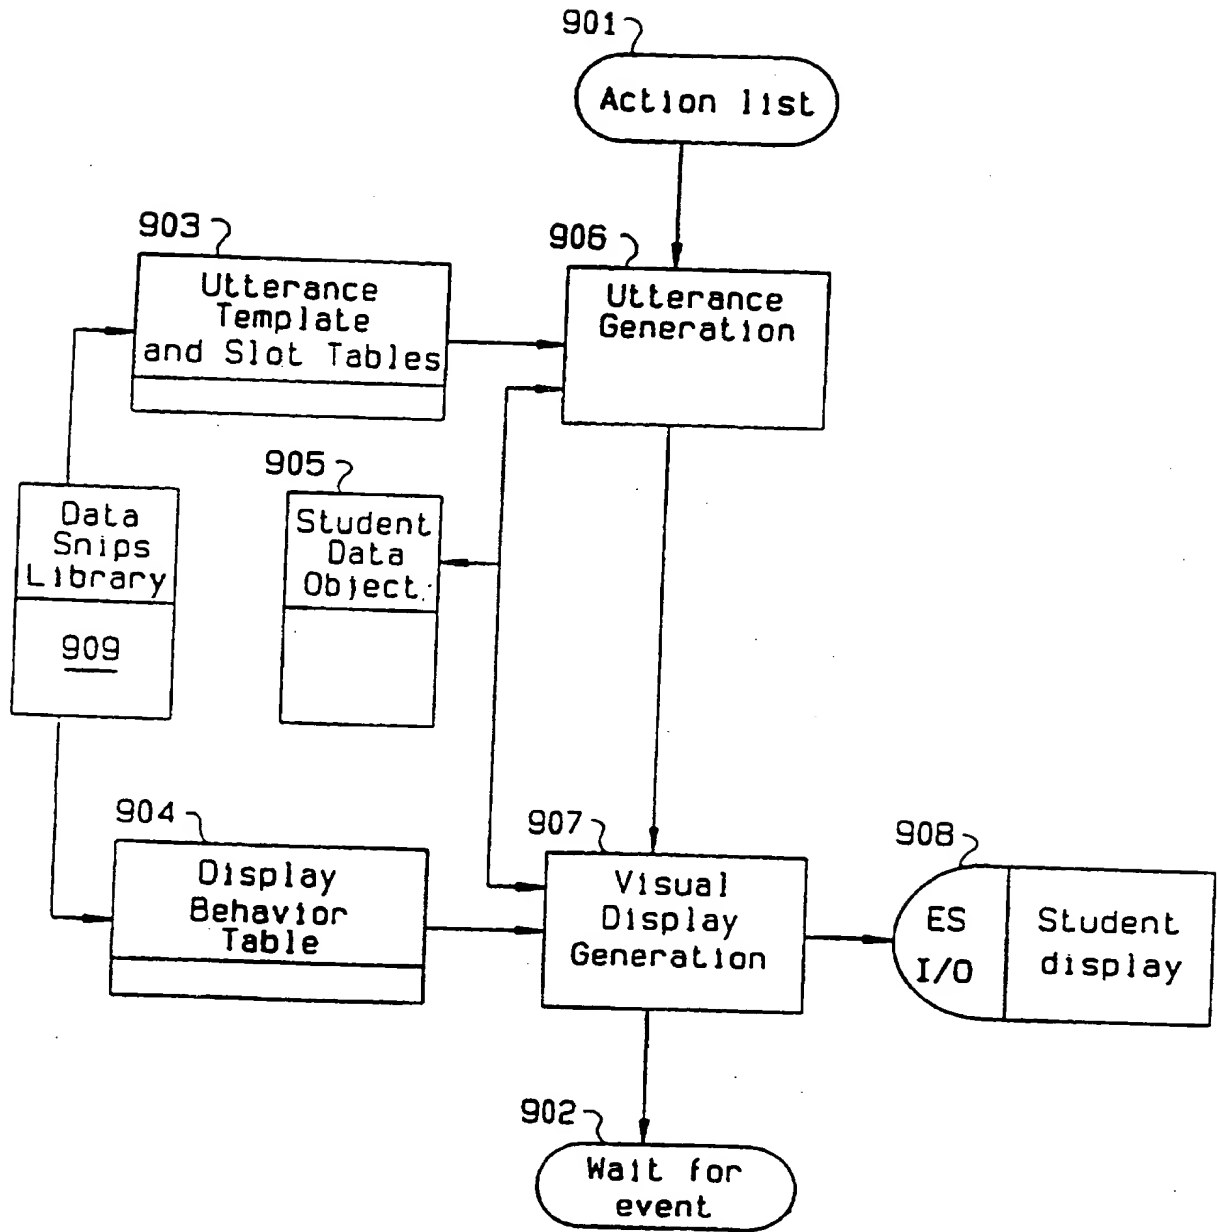 901
Action list
903
Utterance
Template
and Slot Tables
906
Utterance
Generation
905
Student
Data
Object
Data
Snips
Library
909
904
Display
Behavior
Table
907
Visual
Display
Generation
908
ES
I/O
Student
display
902
Wait for
event